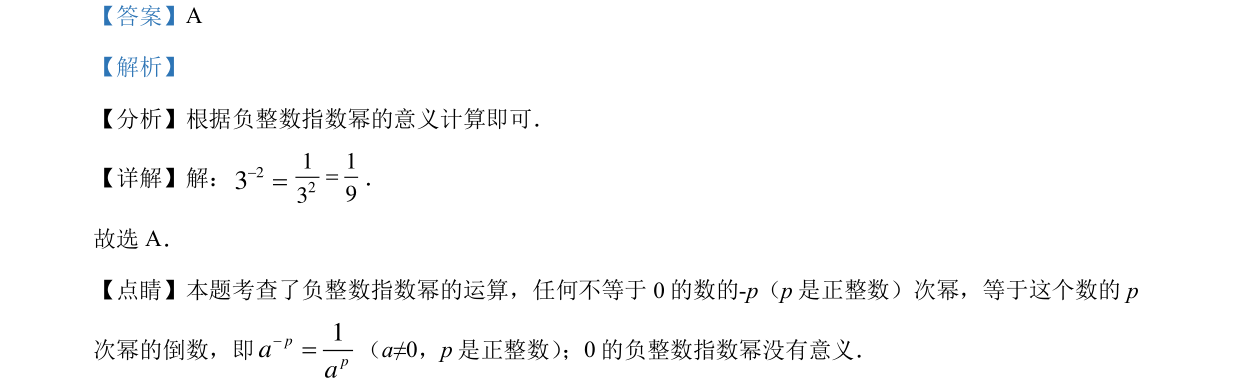 【答案】A
【解析】
【分析】根据负整数指数幂的意义计算即可．
【详解】解：$3^{-2}=\frac{1}{3^2}=\frac{1}{9}$．
故选 A．
【点睛】本题考查了负整数指数幂的运算，任何不等于 0 的数的-p（p 是正整数）次幂，等于这个数的 p
次幂的倒数，即 $a^{-p}=\frac{1}{a^p}$（a≠0，p 是正整数）；0 的负整数指数幂没有意义．